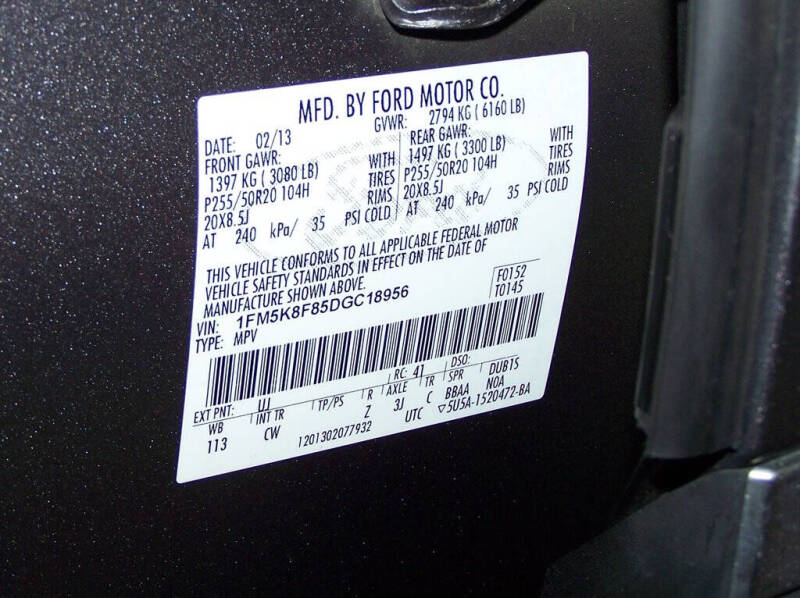 MFD. BY FORD MOTOR CO.
DATE: 02/13 GVWR: 2794 KG ( 6160 LB)
FRONT GAWR: WITH REAR GAWR: WITH
1397 KG ( 3080 LB) TIRES 1497 KG ( 3300 LB) TIRES
P255/50R20 104H RIMS P255/50R20 104H RIMS
20X8.5J 20X8.5J
AT 240 kPa/ 35 PSI COLD AT 240 kPa/ 35 PSI COLD
THIS VEHICLE CONFORMS TO ALL APPLICABLE FEDERAL MOTOR
VEHICLE SAFETY STANDARDS IN EFFECT ON THE DATE OF
MANUFACTURE SHOWN ABOVE.
F0152
VIN: 1FM5K8F85DGC18956 T0145
TYPE: MPV
EXT PNT: UJ RC: 41 DSO:
WB INT TR TP/PS R AXLE TR SPR DUB1S
113 CW Z 3J C BBAA NOA
1201302077932 UTC ▽5U5A-1520472-BA